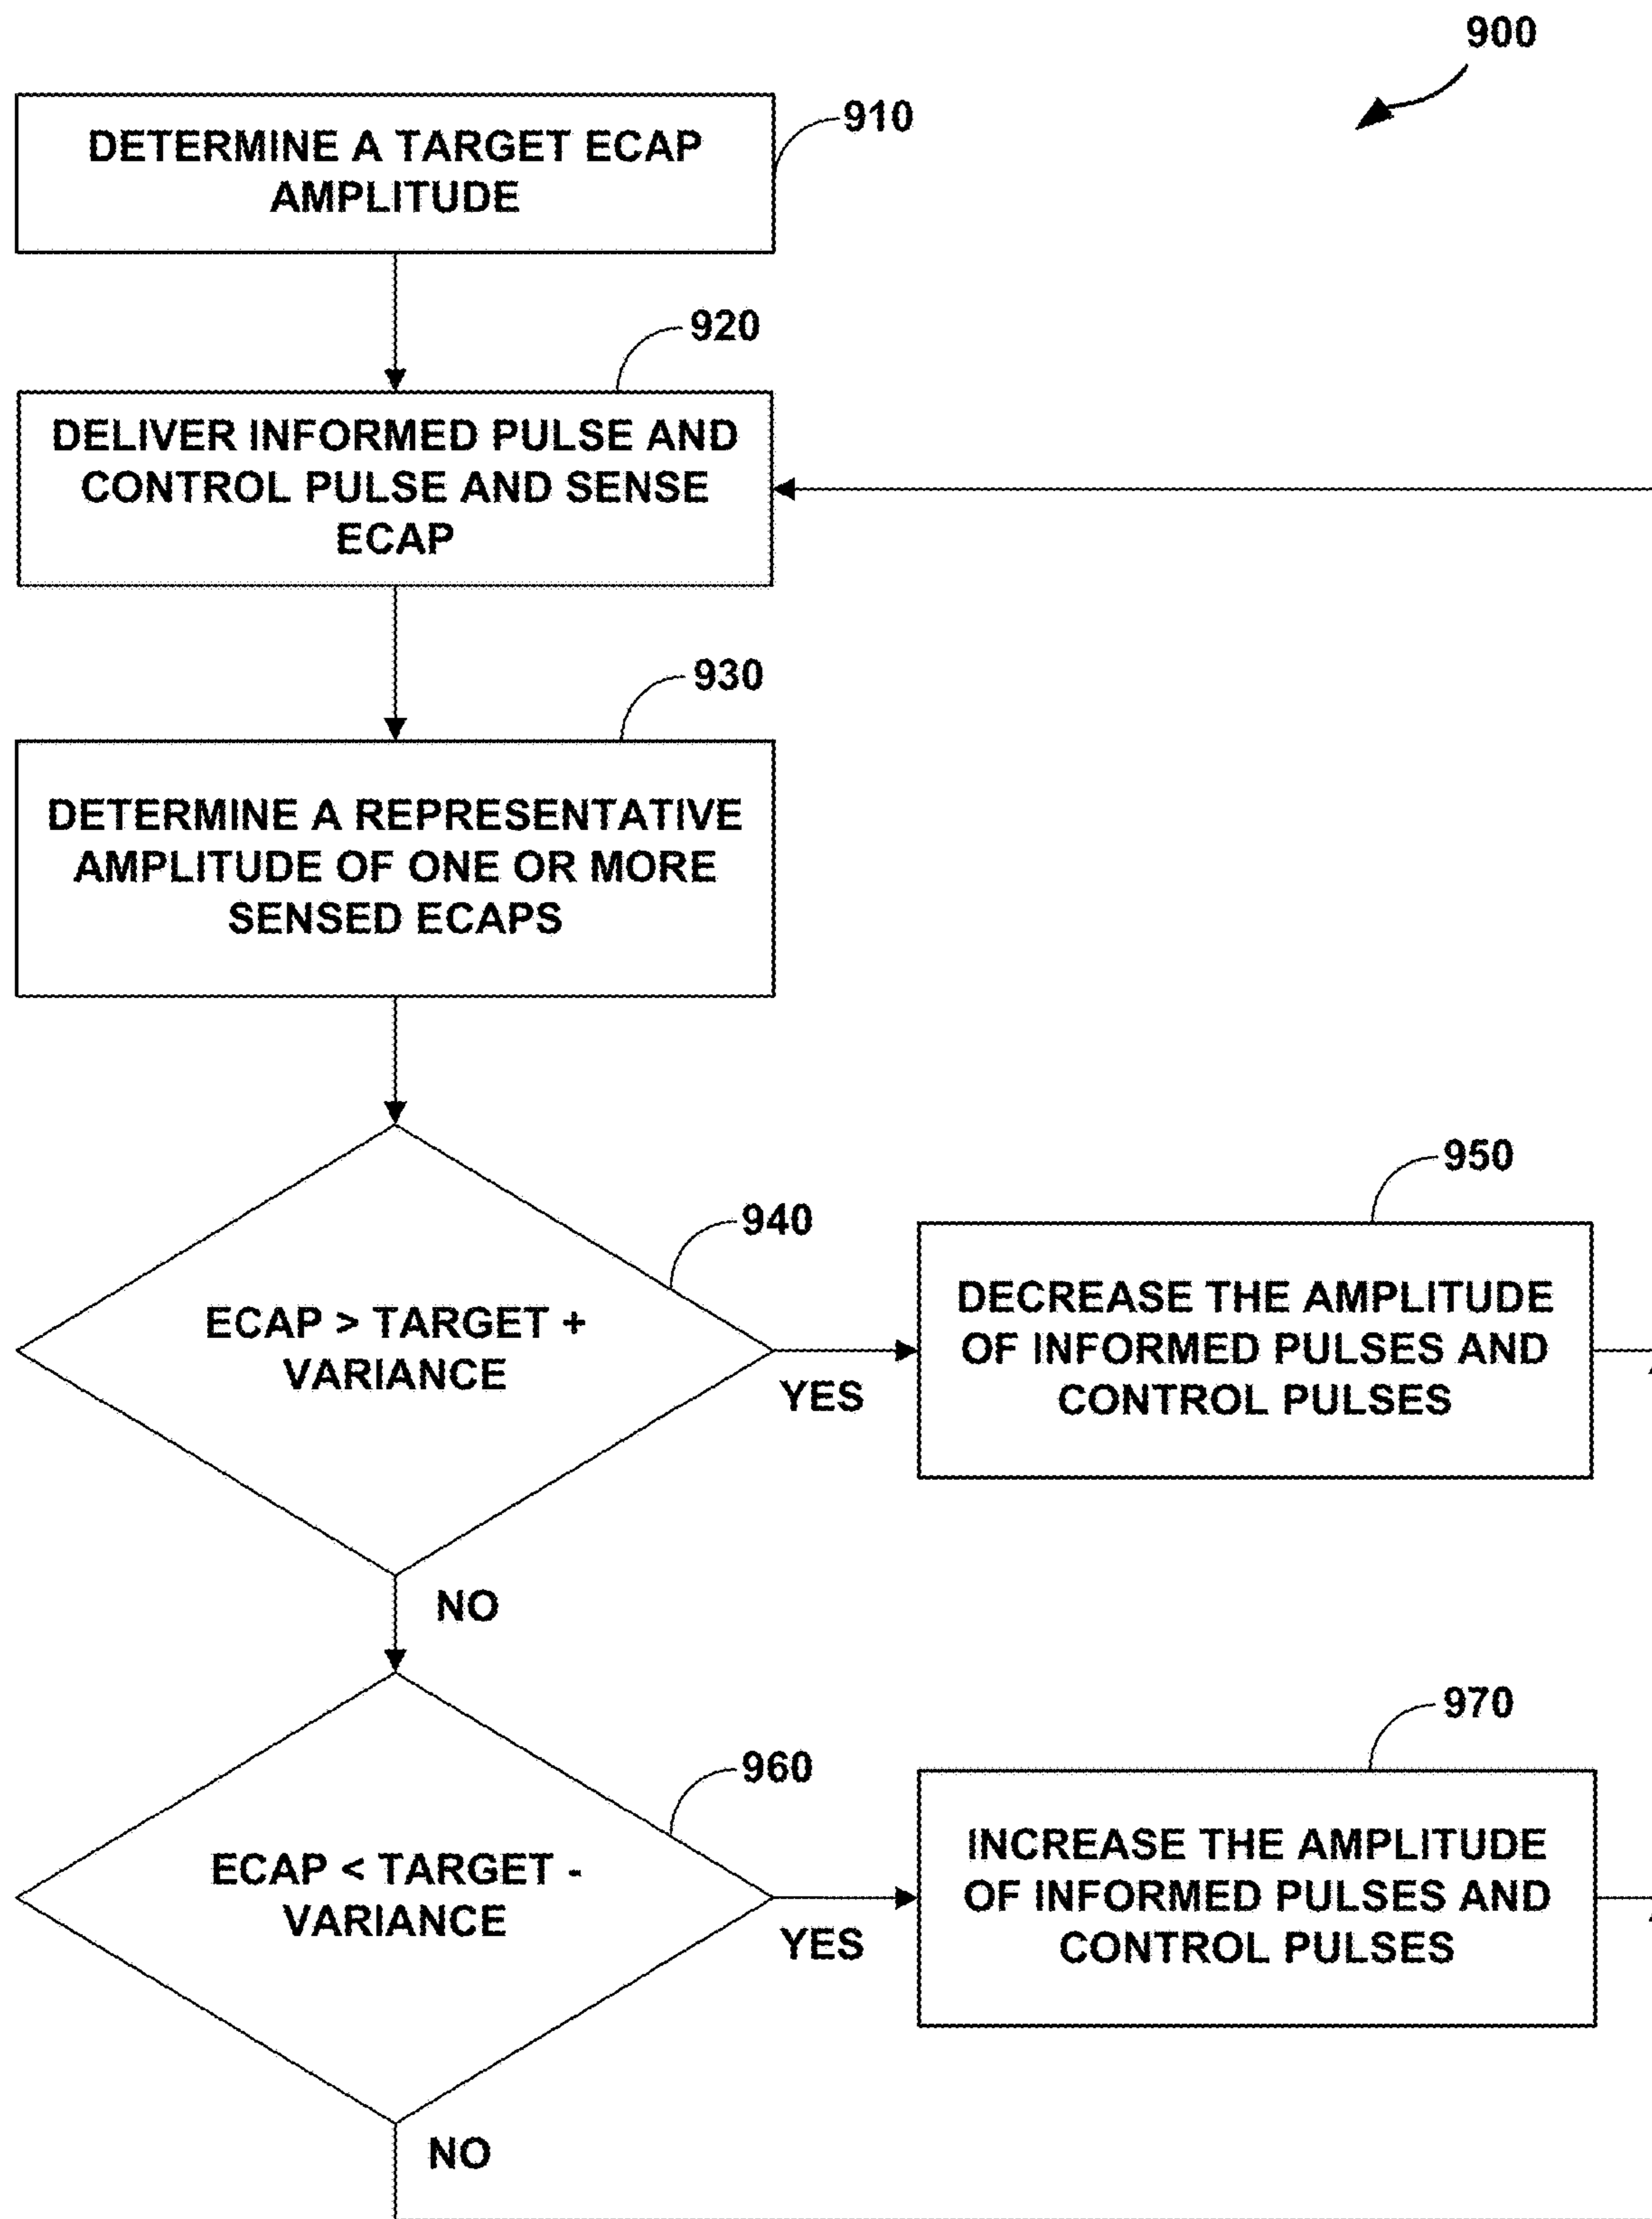 900
DETERMINE A TARGET ECAP
AMPLITUDE
910
920
DELIVER INFORMED PULSE AND
CONTROL PULSE AND SENSE
ECAP
930
DETERMINE A REPRESENTATIVE
AMPLITUDE OF ONE OR MORE
SENSED ECAPS
940
ECAP > TARGET +
VARIANCE
YES
950
DECREASE THE AMPLITUDE
OF INFORMED PULSES AND
CONTROL PULSES
NO
960
ECAP < TARGET -
VARIANCE
YES
970
INCREASE THE AMPLITUDE
OF INFORMED PULSES AND
CONTROL PULSES
NO